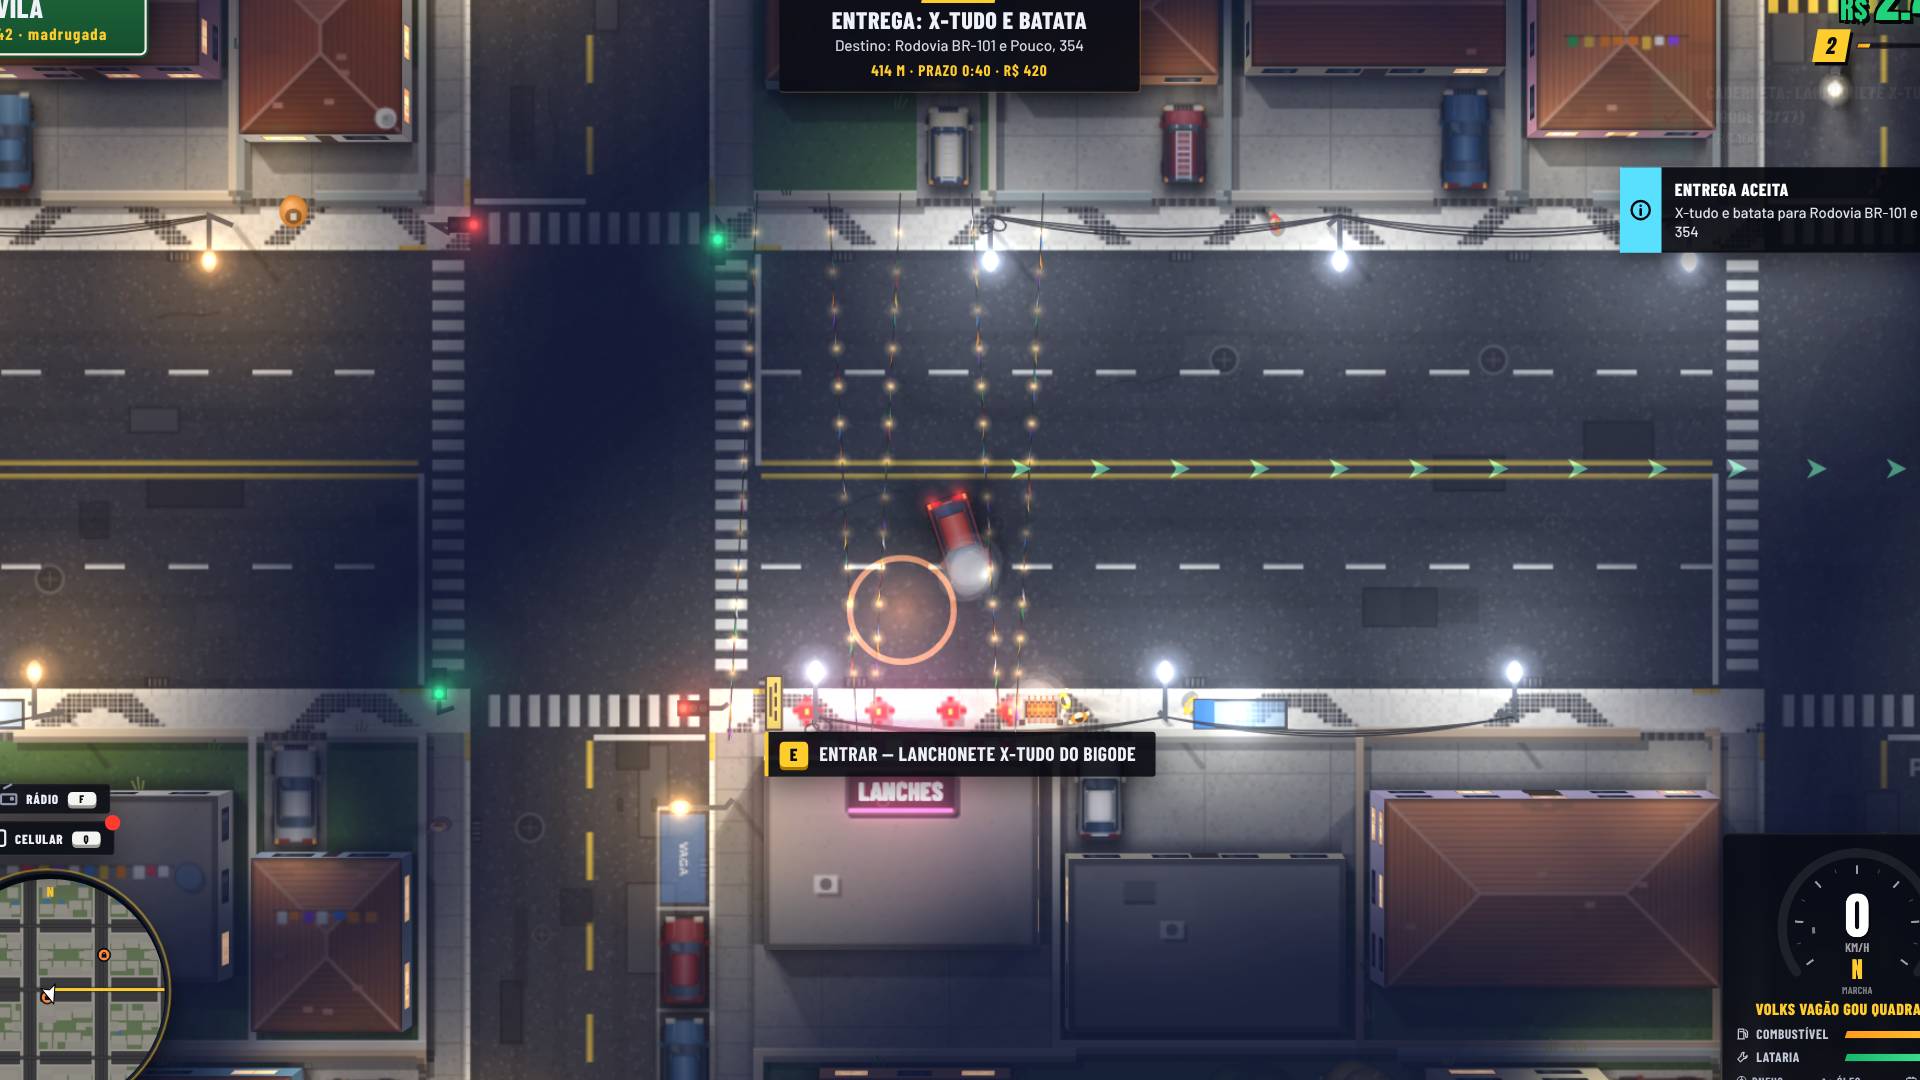 VILA
42 · madrugada
ENTREGA: X-TUDO E BATATA
Destino: Rodovia BR-101 e Pouco, 354
414 M · PRAZO 0:40 · R$ 420
R$ 2.
2
ENTREGA ACEITA
X-tudo e batata para Rodovia BR-101 e
354
E ENTRAR — LANCHONETE X-TUDO DO BIGODE
LANCHES
RÁDIO F
CELULAR Q
VAGA
N
0
KM/H
N
MARCHA
VOLKS VAGÃO GOU QUADRA
COMBUSTÍVEL
LATARIA